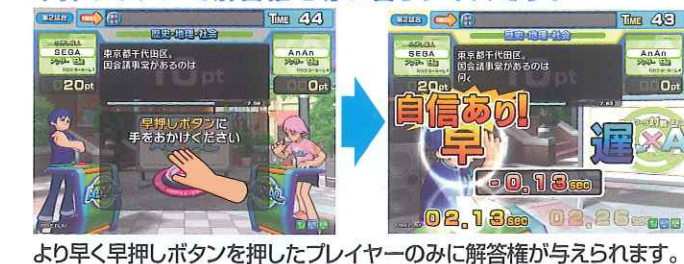 第2試合
TIME 44
歴史・地理・社会
SEGA
AnAn
東京都千代田区。
国会議事堂があるのは
20pt
0pt
7.98
早押しボタンに
手をおかけください
第2試合
TIME 43
歴史・地理・社会
SEGA
AnAn
東京都千代田区。
国会議事堂があるのは
何く
20pt
0pt
7.83
自信あり!
早
遅
-0.13sec
02.13sec
02.26sec
より早く早押しボタンを押したプレイヤーのみに解答権が与えられます。